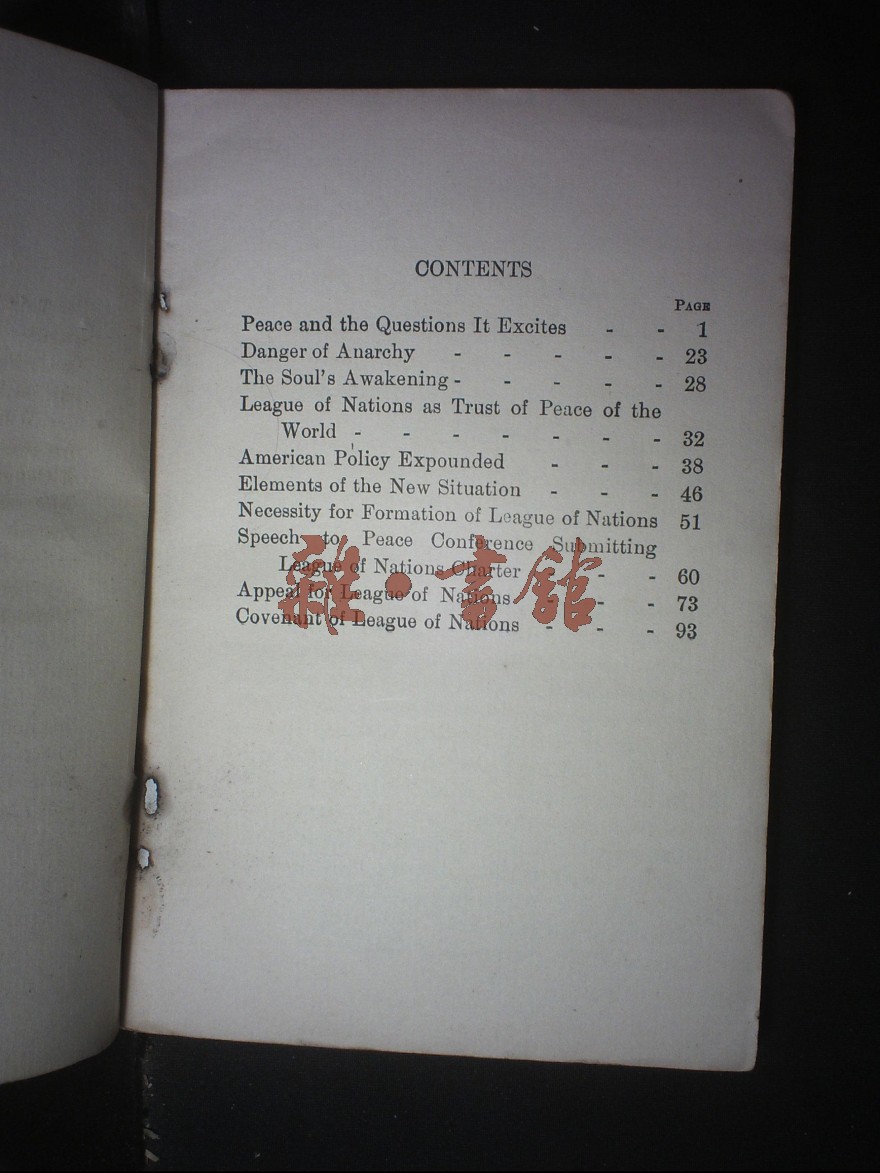 CONTENTS
PAGE
Peace and the Questions It Excites - - 1
Danger of Anarchy - - - - - 23
The Soul's Awakening - - - - - 28
League of Nations as Trust of Peace of the
World - - - - - - - 32
American Policy Expounded - - - 38
Elements of the New Situation - - - 46
Necessity for Formation of League of Nations 51
Speech to Peace Conference Submitting
League of Nations Charter - - 60
Appeal for League of Nations - - - 73
Covenant of League of Nations - - - 93
雜·書館